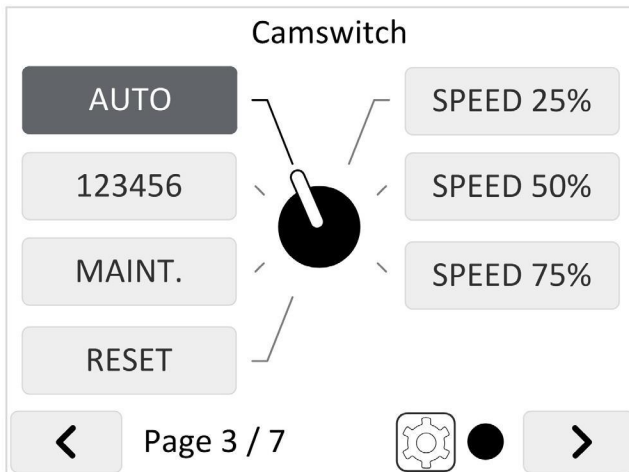 Camswitch
AUTO
SPEED 25%
123456
SPEED 50%
MAINT.
SPEED 75%
RESET
Page 3 / 7